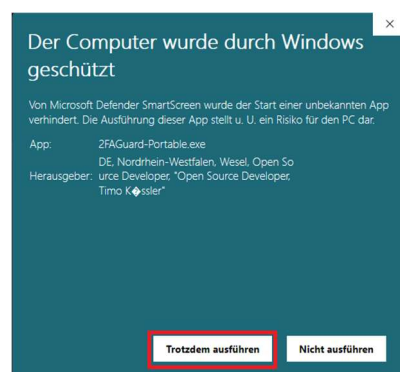 Der Computer wurde durch Windows
geschützt
Von Microsoft Defender SmartScreen wurde der Start einer unbekannten App
verhindert. Die Ausführung dieser App stellt u. U. ein Risiko für den PC dar.
App: 2FAGuard-Portable.exe
DE, Nordrhein-Westfalen, Wesel, Open So
Herausgeber: urce Developer, "Open Source Developer,
Timo K�ssler"
Trotzdem ausführen Nicht ausführen